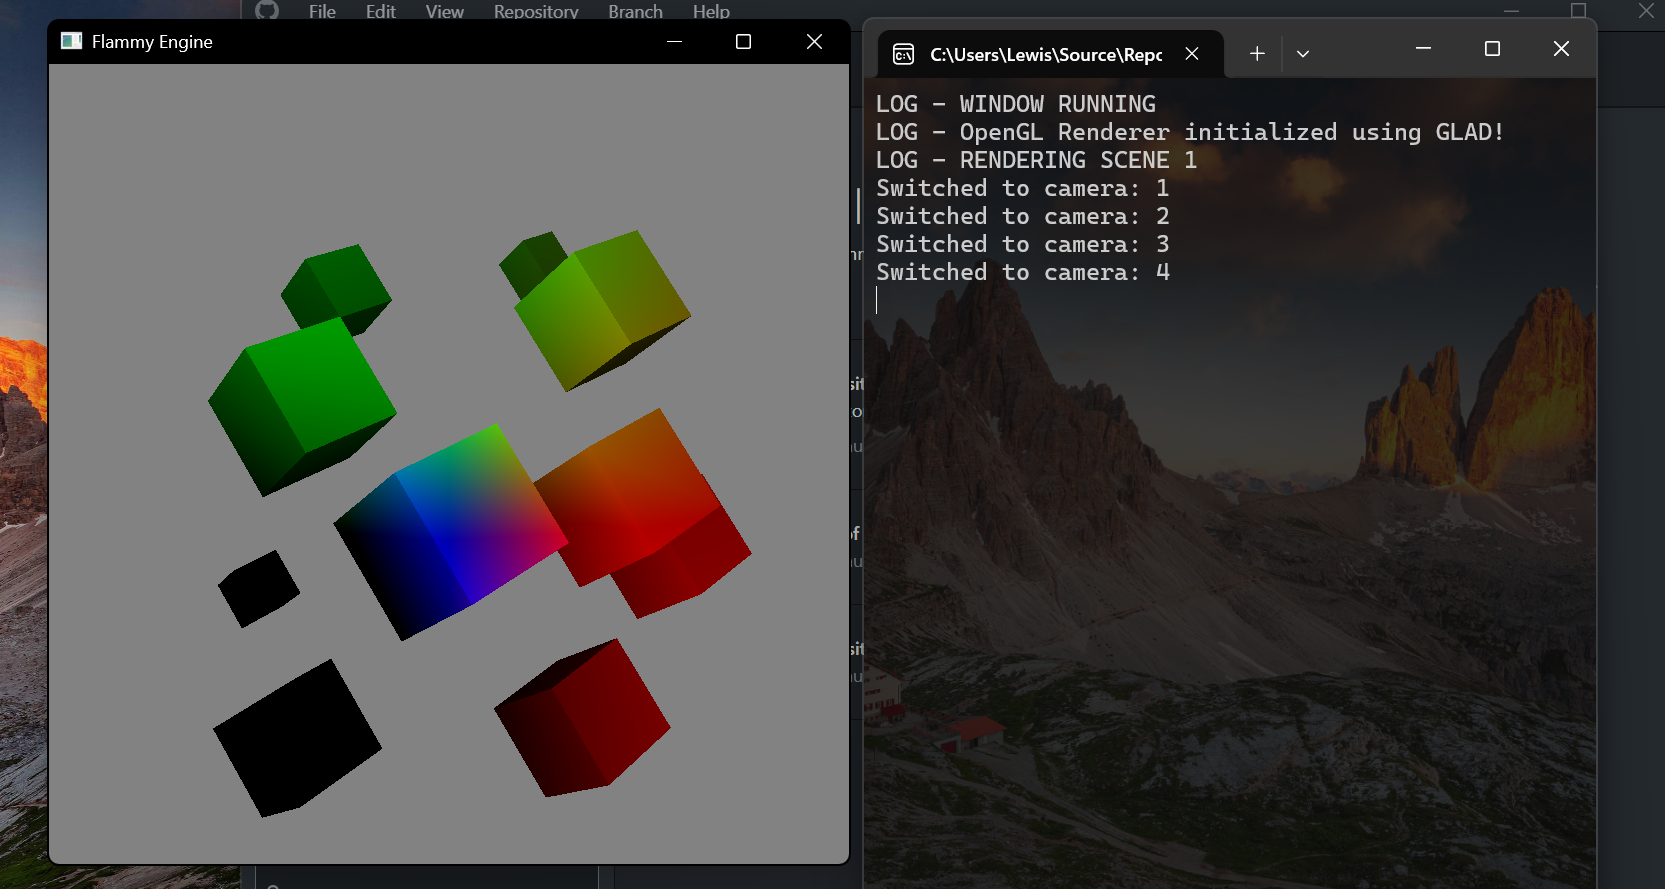 File Edit View Repository Branch Help
Flammy Engine
C:\Users\Lewis\Source\Repo
LOG - WINDOW RUNNING
LOG - OpenGL Renderer initialized using GLAD!
LOG - RENDERING SCENE 1
Switched to camera: 1
Switched to camera: 2
Switched to camera: 3
Switched to camera: 4